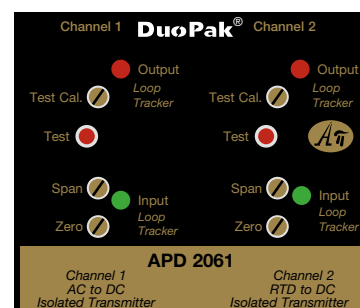 Channel 1 DuoPak® Channel 2
Output Output
Test Cal. Loop Tracker Test Cal. Loop Tracker
Test Test
Span Span
Input Input
Zero Loop Tracker Zero Loop Tracker
APD 2061
Channel 1 Channel 2
AC to DC RTD to DC
Isolated Transmitter Isolated Transmitter